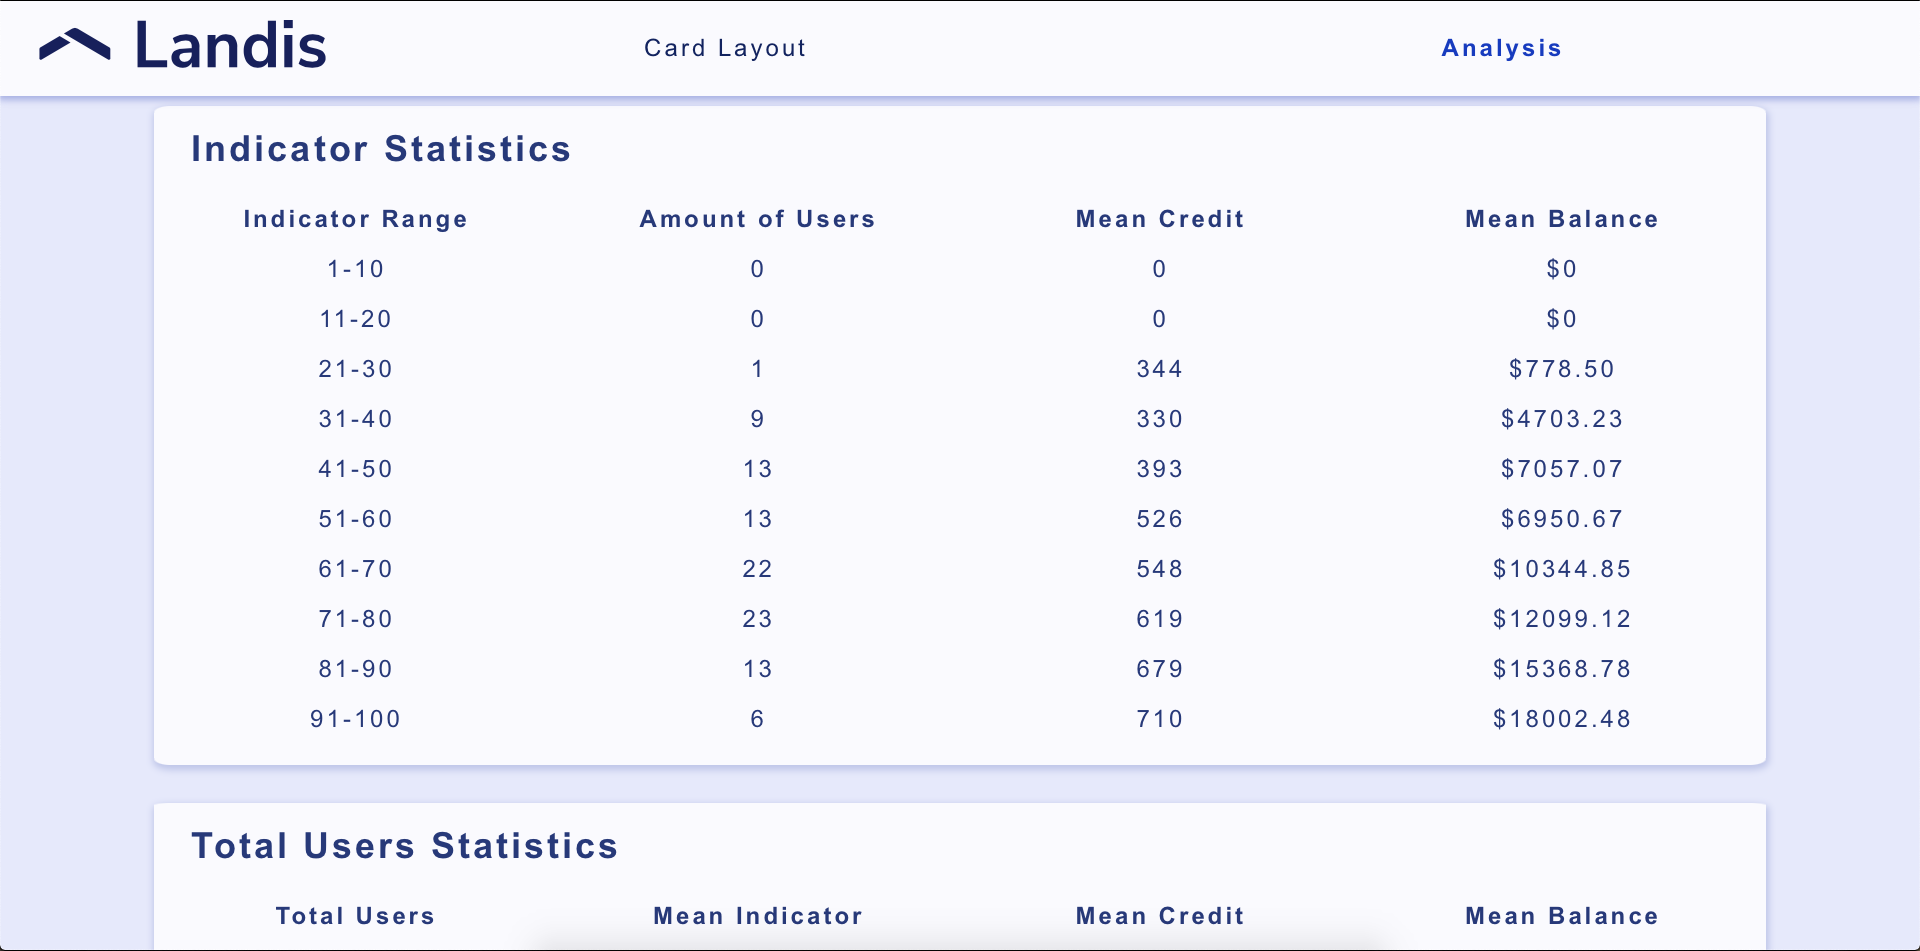 Landis Card Layout Analysis
Indicator Statistics
Indicator Range Amount of Users Mean Credit Mean Balance
1-10 0 0 $0
11-20 0 0 $0
21-30 1 344 $778.50
31-40 9 330 $4703.23
41-50 13 393 $7057.07
51-60 13 526 $6950.67
61-70 22 548 $10344.85
71-80 23 619 $12099.12
81-90 13 679 $15368.78
91-100 6 710 $18002.48
Total Users Statistics
Total Users Mean Indicator Mean Credit Mean Balance